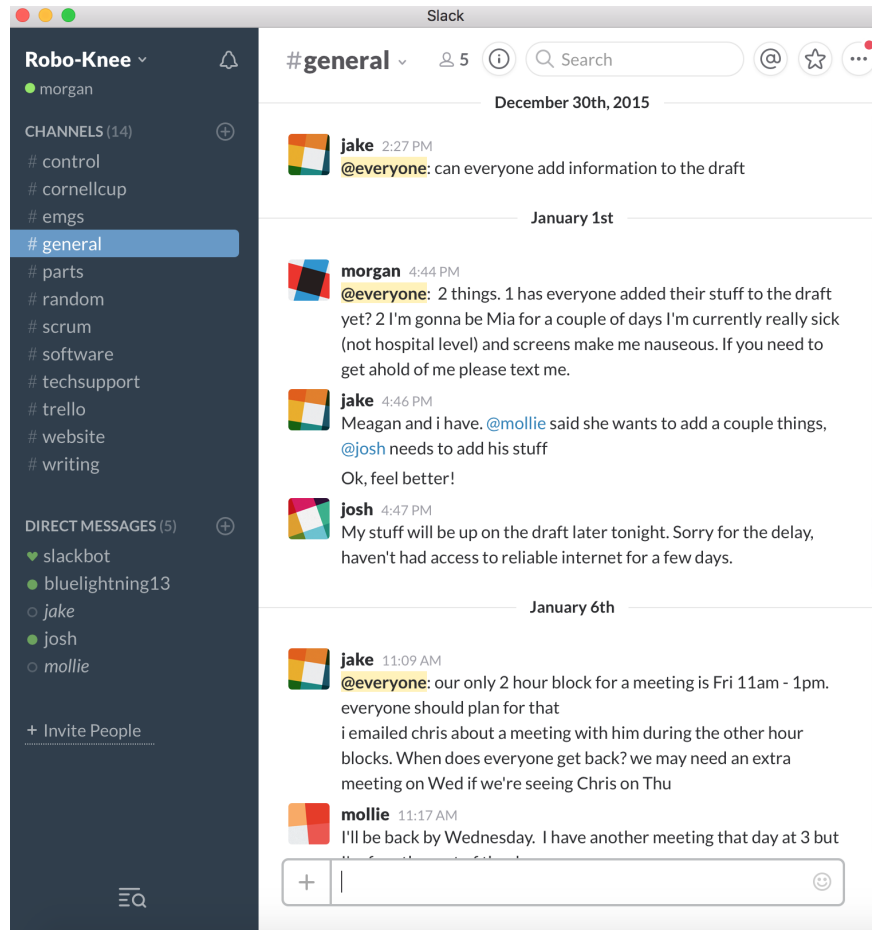 Slack
Robo-Knee
morgan
CHANNELS (14)
# control
# cornellcup
# emgs
# general
# parts
# random
# scrum
# software
# techsupport
# trello
# website
# writing
DIRECT MESSAGES (5)
slackbot
bluelightning13
jake
josh
mollie
+ Invite People
#general
5
Search
December 30th, 2015
jake 2:27 PM
@everyone: can everyone add information to the draft
January 1st
morgan 4:44 PM
@everyone: 2 things. 1 has everyone added their stuff to the draft
yet? 2 I'm gonna be Mia for a couple of days I'm currently really sick
(not hospital level) and screens make me nauseous. If you need to
get ahold of me please text me.
jake 4:46 PM
Meagan and i have. @mollie said she wants to add a couple things,
@josh needs to add his stuff
Ok, feel better!
josh 4:47 PM
My stuff will be up on the draft later tonight. Sorry for the delay,
haven't had access to reliable internet for a few days.
January 6th
jake 11:09 AM
@everyone: our only 2 hour block for a meeting is Fri 11am - 1pm.
everyone should plan for that
i emailed chris about a meeting with him during the other hour
blocks. When does everyone get back? we may need an extra
meeting on Wed if we're seeing Chris on Thu
mollie 11:17 AM
I'll be back by Wednesday. I have another meeting that day at 3 but